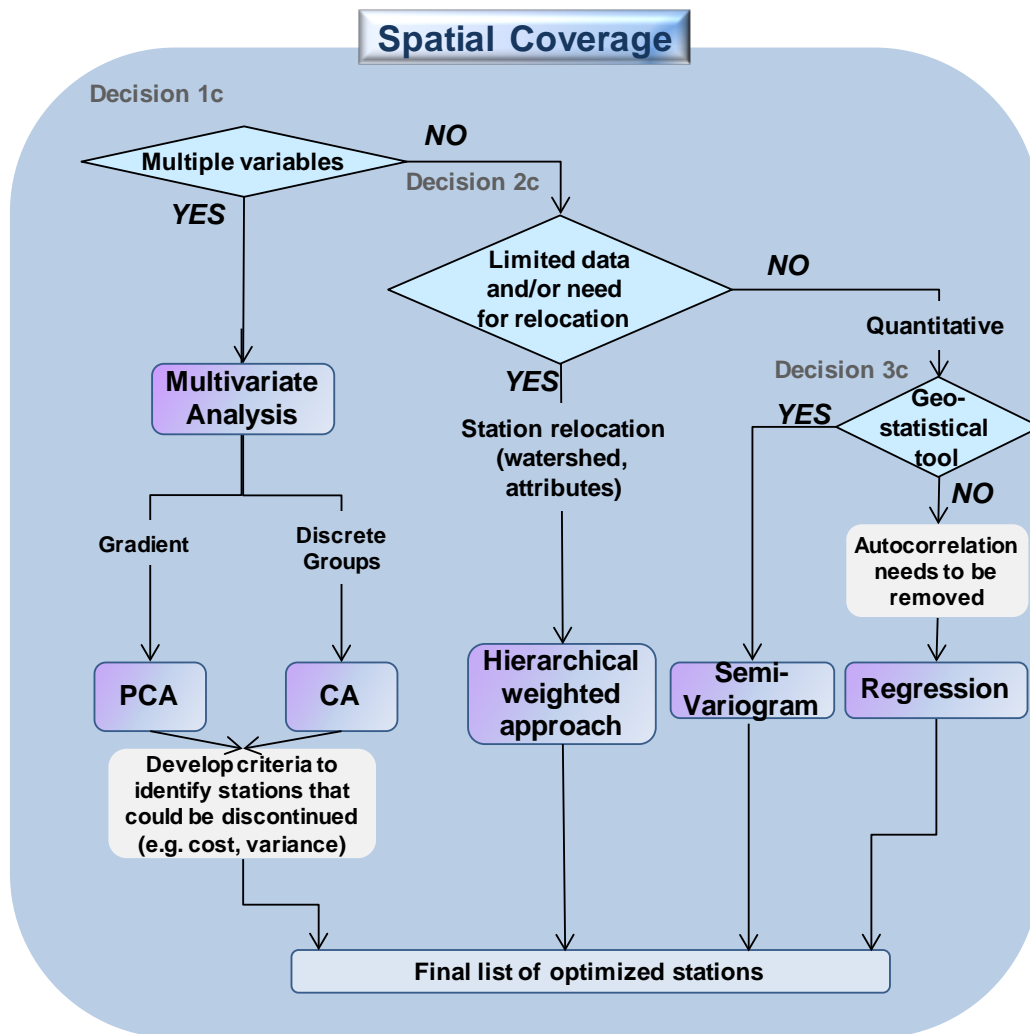 Spatial Coverage
Decision 1c
Multiple variables
NO
YES
Decision 2c
Limited data
and/or need
for relocation
NO
YES
Quantitative
Decision 3c
Geo-
statistical
tool
YES
NO
Multivariate
Analysis
Station relocation
(watershed,
attributes)
Gradient
Discrete
Groups
Autocorrelation
needs to be
removed
PCA
CA
Hierarchical
weighted
approach
Semi-
Variogram
Regression
Develop criteria to
identify stations that
could be discontinued
(e.g. cost, variance)
Final list of optimized stations